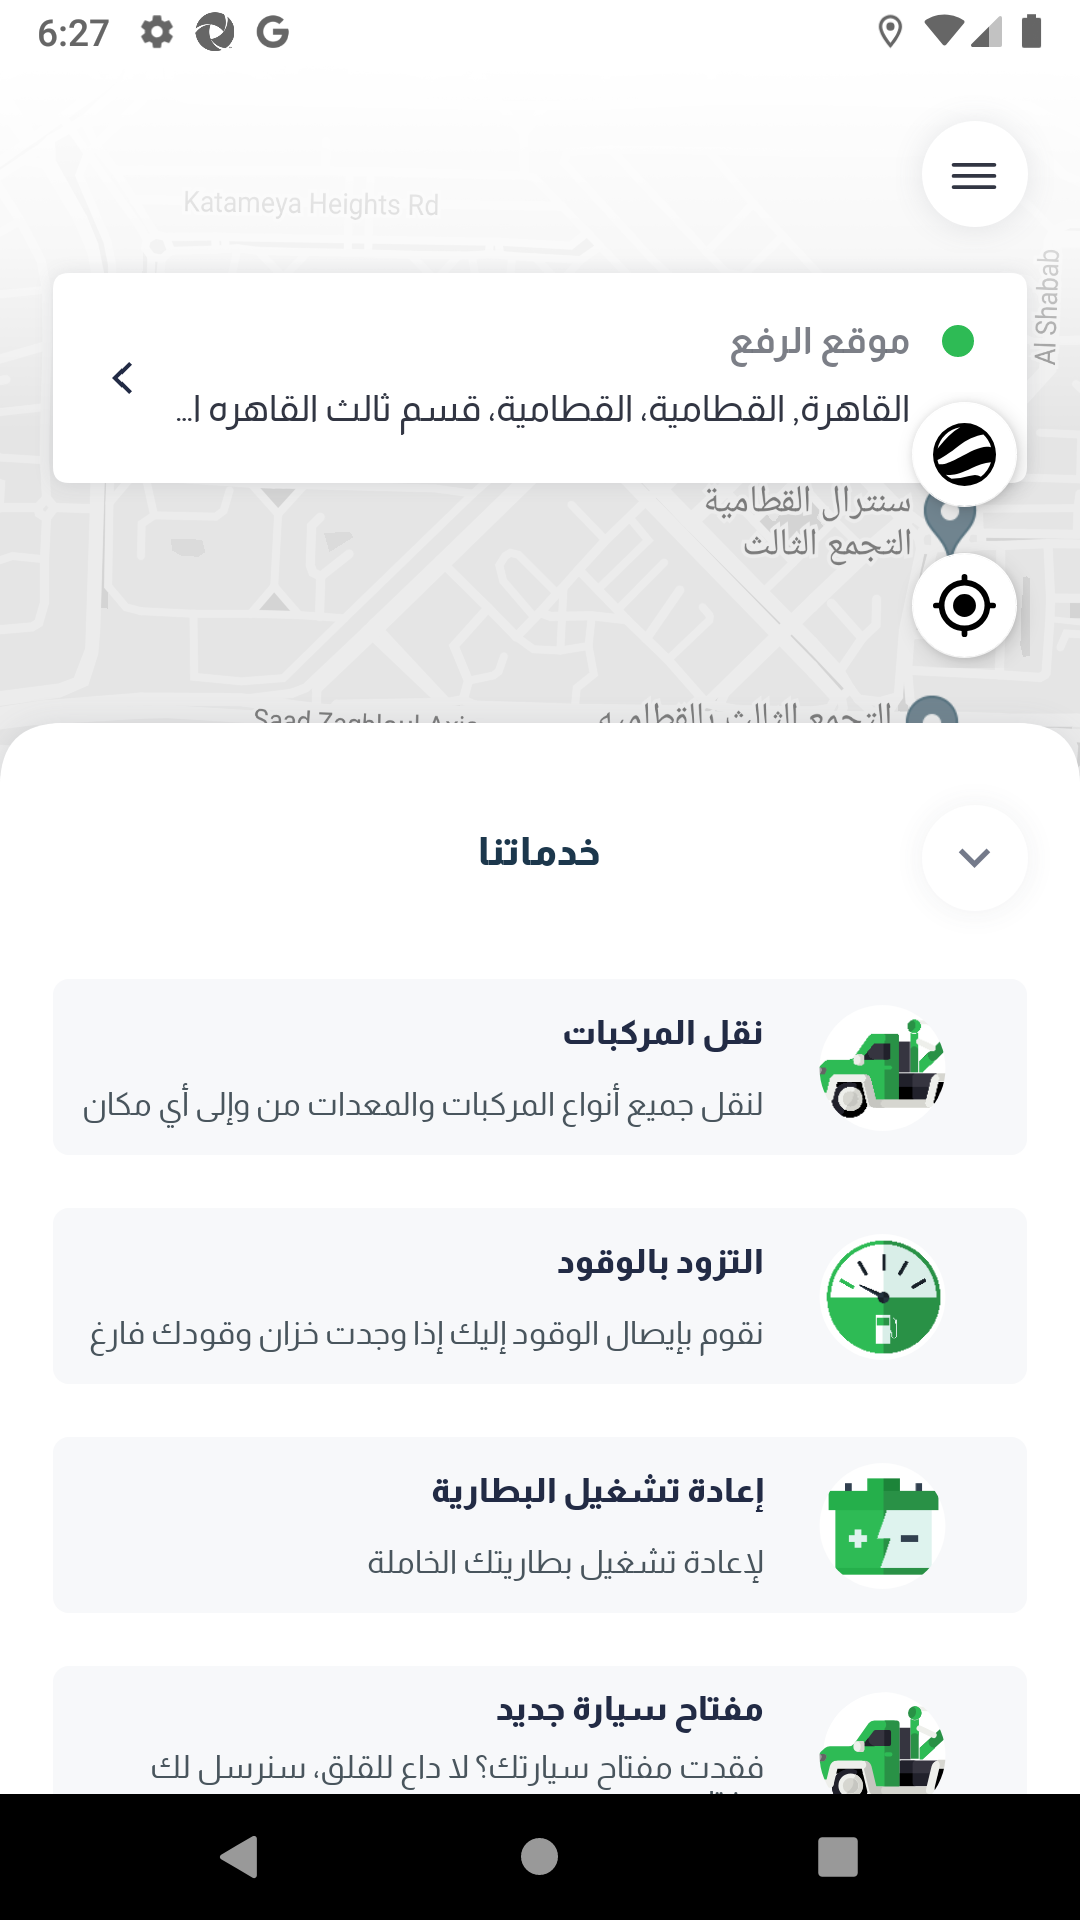 6:27
Katameya Heights Rd
Al Shabab
موقع الرفع
القاهرة, القطامية، القطامية، قسم ثالث القاهره ا...
سنترال القطامية
التجمع الثالث
Saad Zaghloul Axis
التجمع الثالث بالقطاميه
خدماتنا
نقل المركبات
لنقل جميع أنواع المركبات والمعدات من وإلى أي مكان
التزود بالوقود
نقوم بإيصال الوقود إليك إذا وجدت خزان وقودك فارغ
إعادة تشغيل البطارية
لإعادة تشغيل بطاريتك الخاملة
مفتاح سيارة جديد
فقدت مفتاح سيارتك؟ لا داع للقلق، سنرسل لك